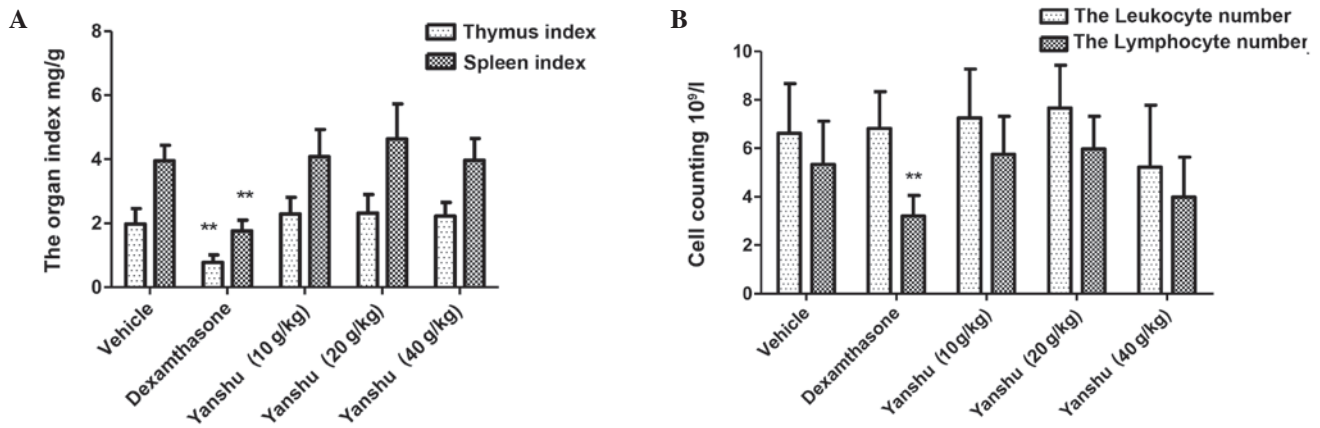 A
The organ index mg/g
8
6
4
2
0
Thymus index
Spleen index
**
**
Vehicle
Dexamthasone
Yanshu (10 g/kg)
Yanshu (20 g/kg)
Yanshu (40 g/kg)
B
Cell counting 10⁹/l
10
8
6
4
2
0
The Leukocyte number
The Lymphocyte number
**
Vehicle
Dexamthasone
Yanshu (10 g/kg)
Yanshu (20 g/kg)
Yanshu (40 g/kg)